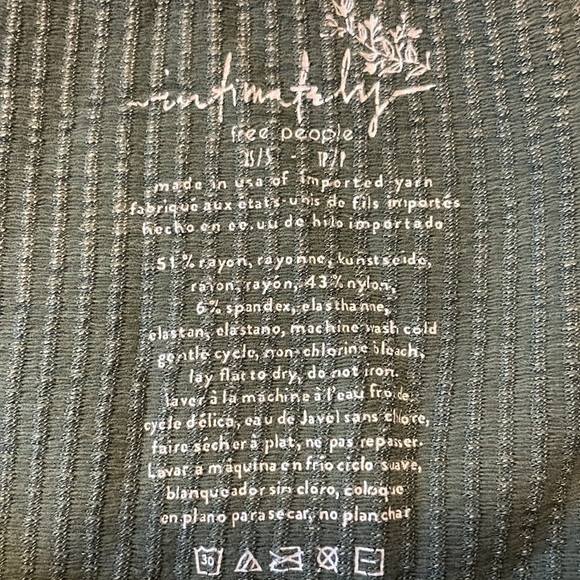 intimately
free people
XS/S - TP/P
made in usa of imported yarn
fabriqué aux états-unis de fils importés
hecho en ee.uu de hilo importado
51% rayon, rayonne, kunstseide,
rayon, rayón, 43% nylon,
6% spandex, elasthanne,
elastan, elastano, machine wash cold
gentle cycle, non-chlorine bleach,
lay flat to dry, do not iron.
laver à la machine à l'eau froide
cycle délicat, eau de Javel sans chlore,
faire sécher à plat, ne pas repasser.
Lavar a máquina en frío ciclo suave,
blanqueador sin cloro, coloque
en plano para secar, no planchar
30